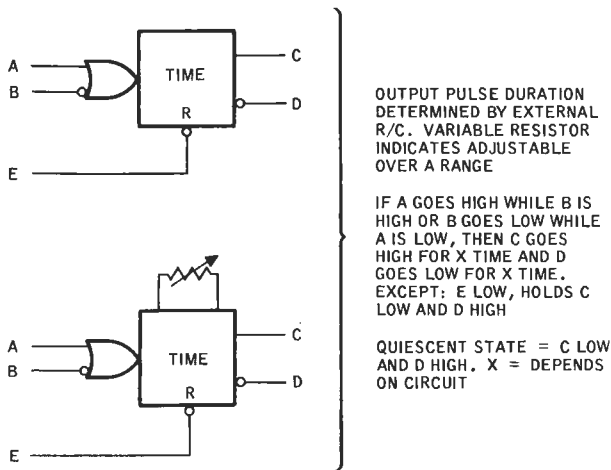 A
B
TIME
C
D
R
E
A
B
TIME
C
D
R
E
OUTPUT PULSE DURATION
DETERMINED BY EXTERNAL
R/C. VARIABLE RESISTOR
INDICATES ADJUSTABLE
OVER A RANGE
IF A GOES HIGH WHILE B IS
HIGH OR B GOES LOW WHILE
A IS LOW, THEN C GOES
HIGH FOR X TIME AND D
GOES LOW FOR X TIME.
EXCEPT: E LOW, HOLDS C
LOW AND D HIGH
QUIESCENT STATE = C LOW
AND D HIGH. X = DEPENDS
ON CIRCUIT